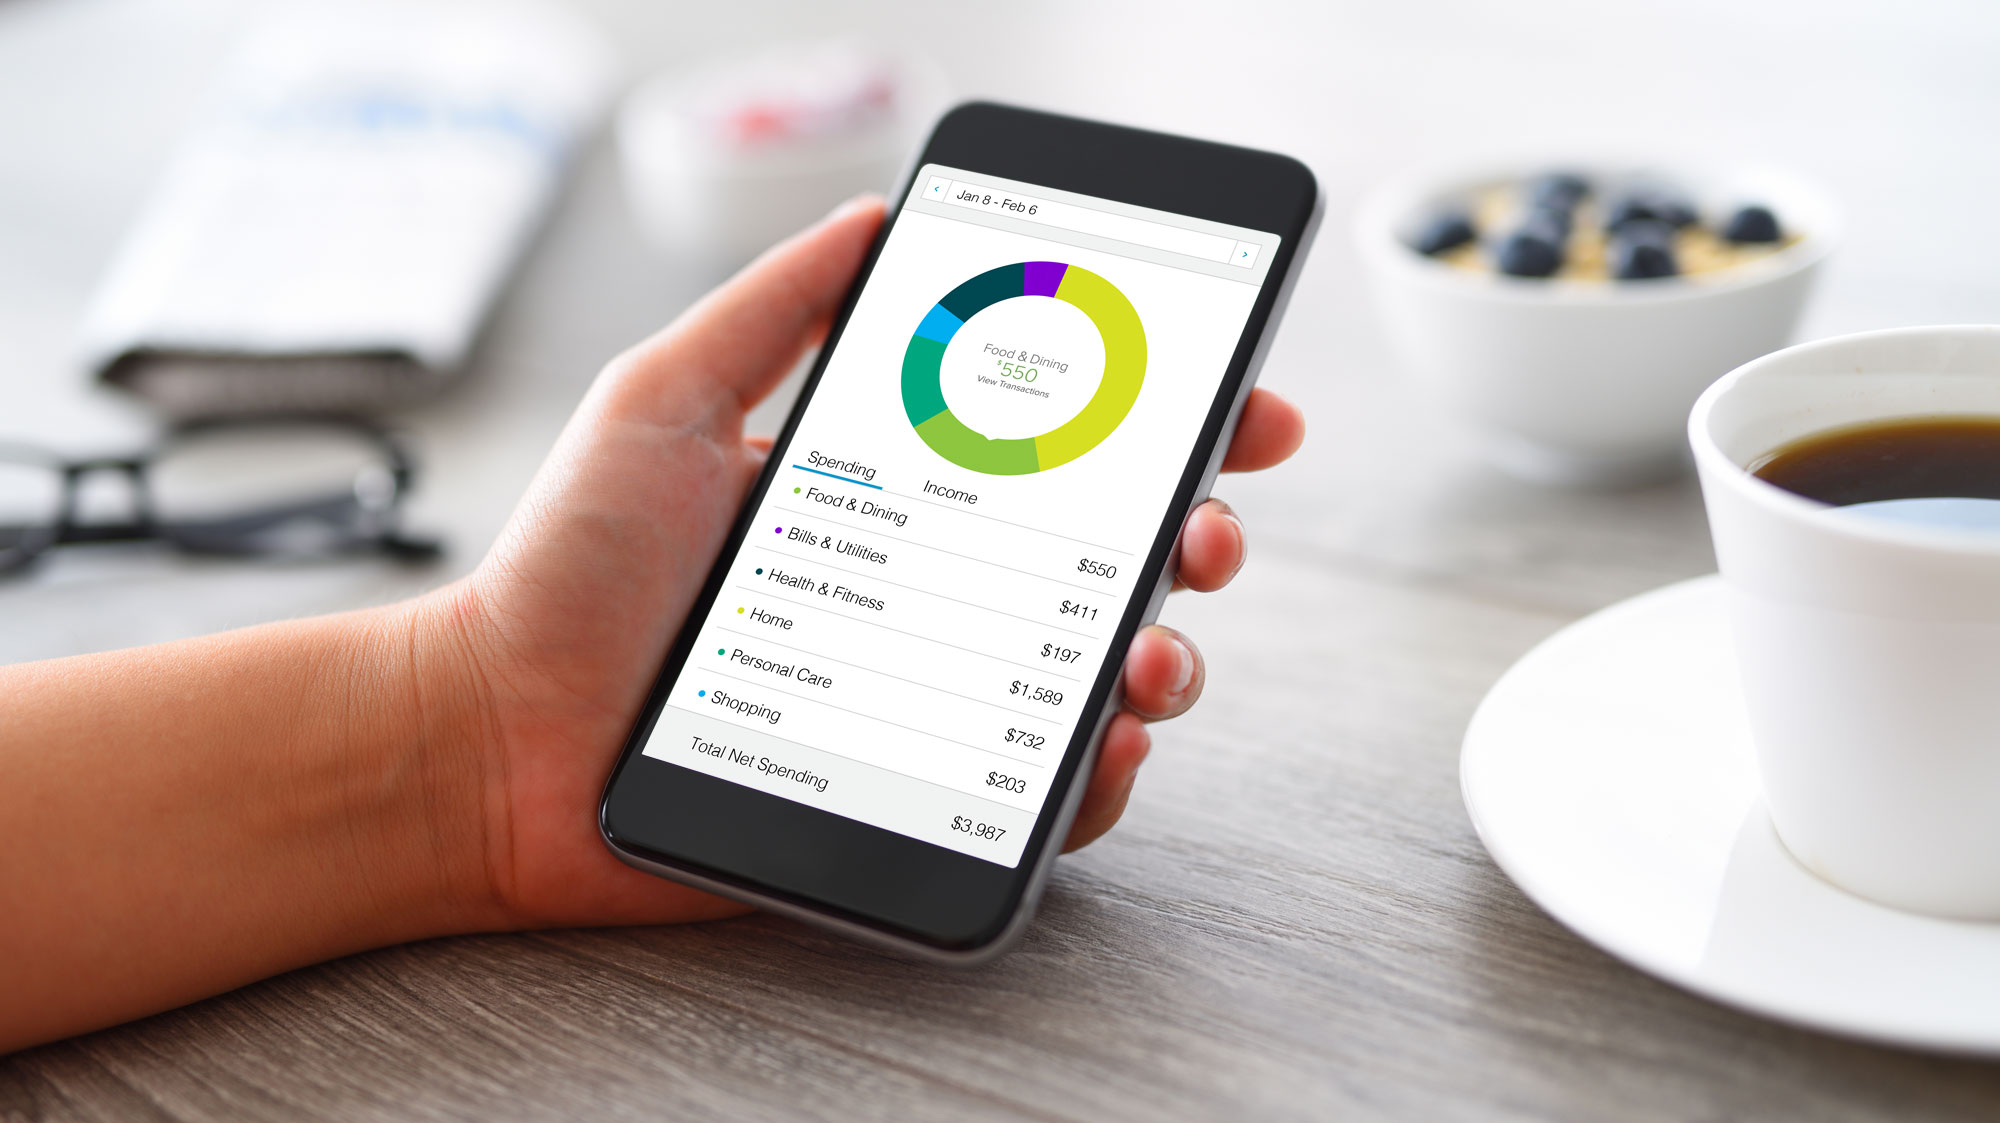 ‹ Jan 8 - Feb 6 ›
Food & Dining
$550
View Transactions
Spending Income
Food & Dining $550
Bills & Utilities $411
Health & Fitness $197
Home $1,589
Personal Care $732
Shopping $203
Total Net Spending $3,987